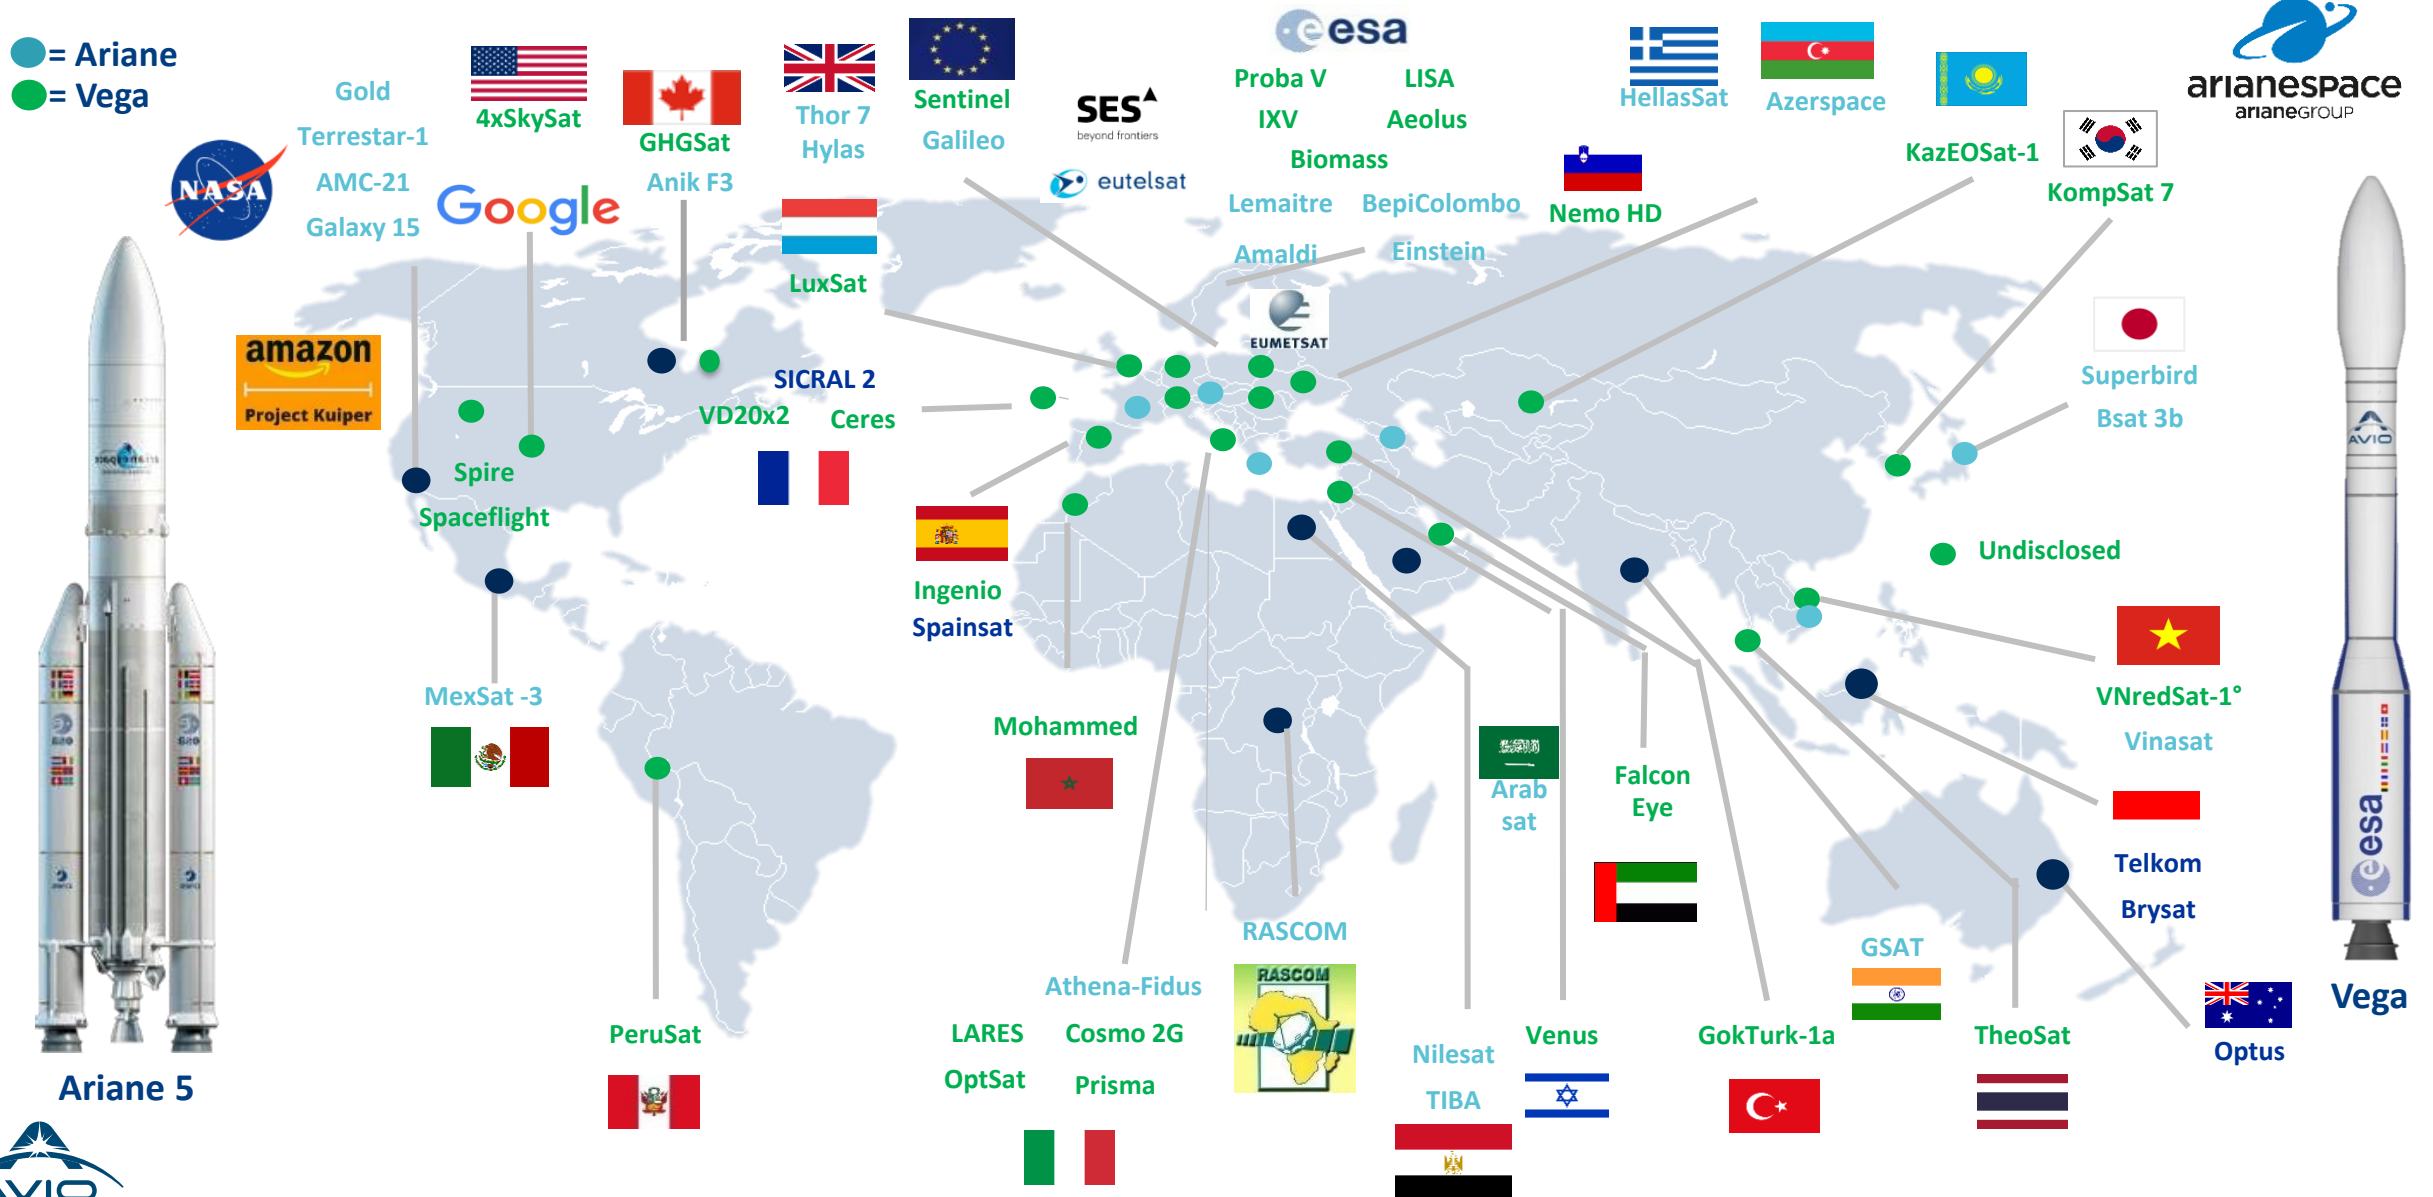 = Ariane
= Vega
Gold
Terrestar-1
AMC-21
Galaxy 15
NASA
4xSkySat
Google
GHGSat
Anik F3
Thor 7
Hylas
LuxSat
Sentinel
Galileo
SES
beyond frontiers
eutelsat
esa
Proba V
LISA
IXV
Aeolus
Biomass
Lemaitre
BepiColombo
Amaldi
Einstein
EUMETSAT
Nemo HD
HellasSat
Azerspace
KazEOSat-1
KompSat 7
arianespace
arianeGROUP
amazon
Project Kuiper
SICRAL 2
VD20x2
Ceres
Spire
Spaceflight
Superbird
Bsat 3b
AVIO
Undisclosed
Ingenio
Spainsat
MexSat -3
Mohammed
Arab
sat
Falcon
Eye
VNredSat-1°
Vinasat
Telkom
Brysat
esa
RASCOM
RASCOM
GSAT
Athena-Fidus
LARES
Cosmo 2G
OptSat
Prisma
PeruSat
Nilesat
TIBA
Venus
GokTurk-1a
TheoSat
Optus
Vega
Ariane 5
AVIO